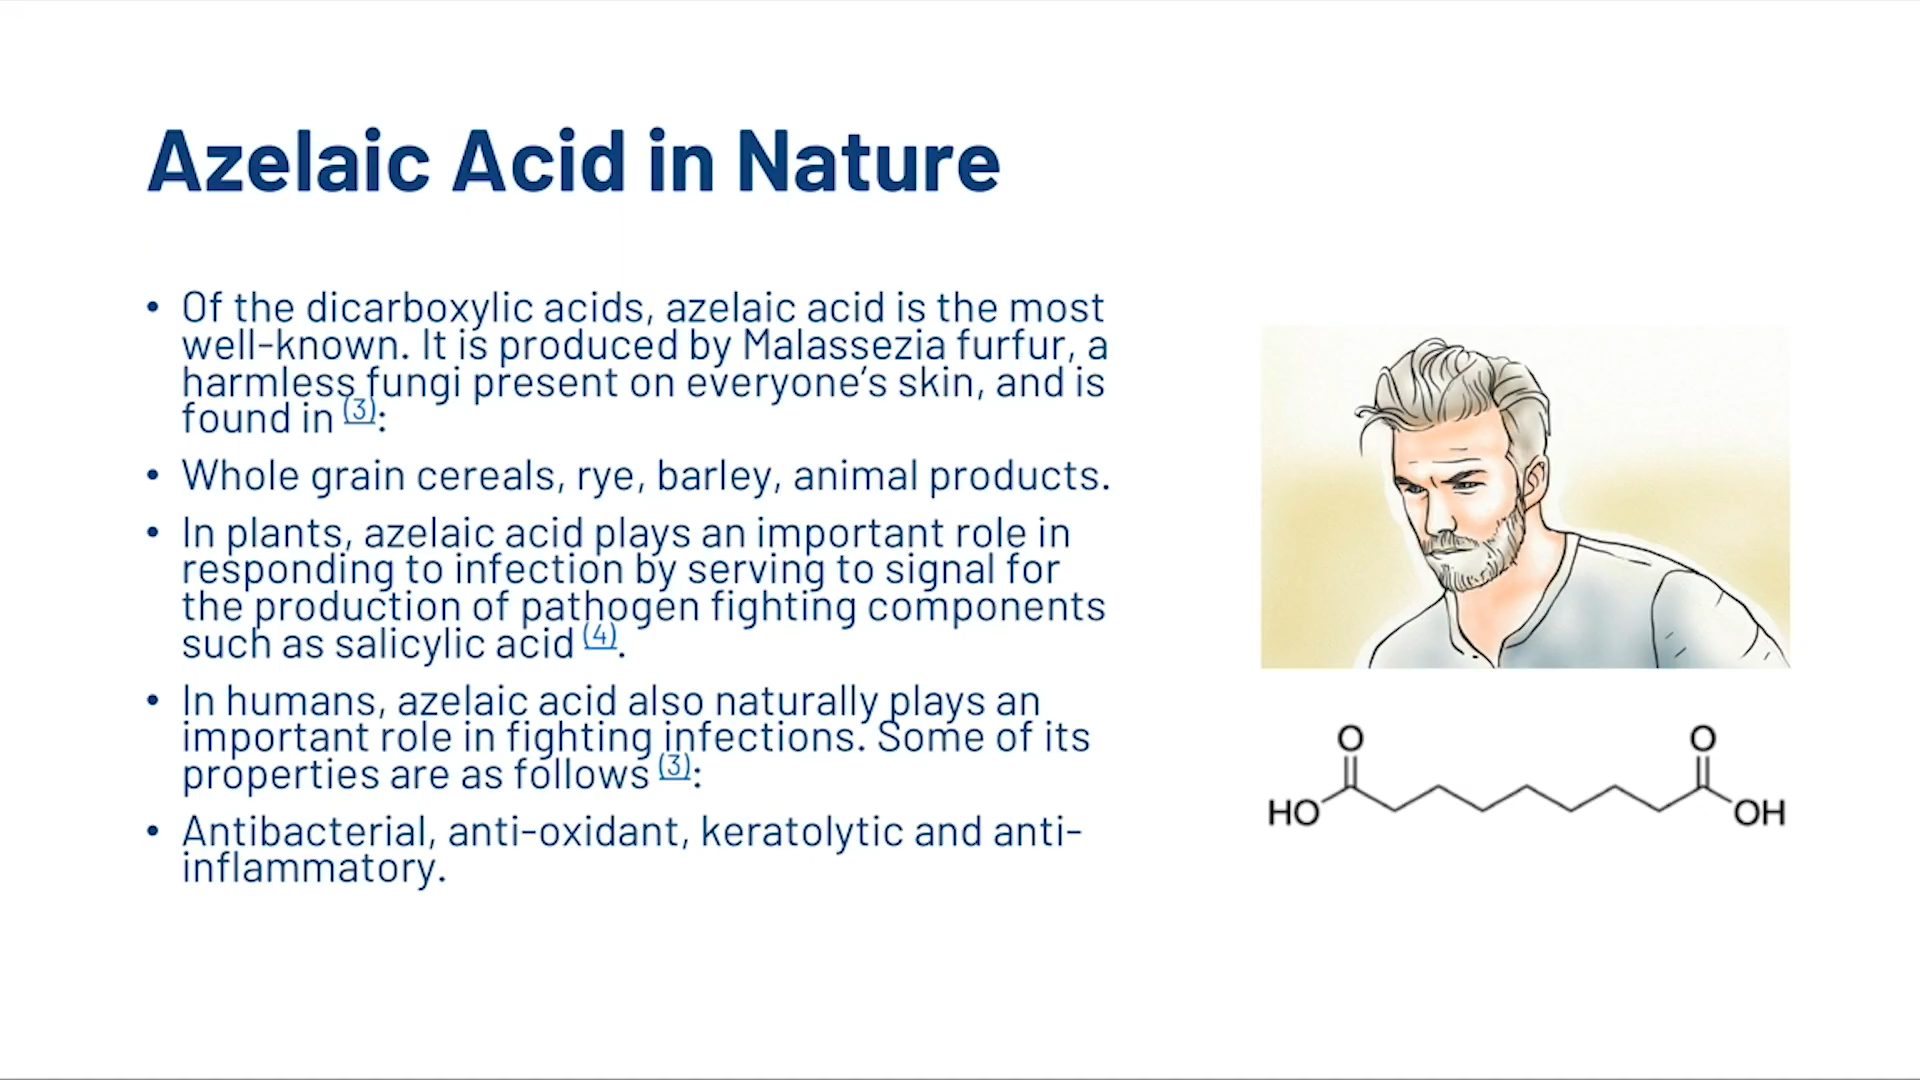 Azelaic Acid in Nature
• Of the dicarboxylic acids, azelaic acid is the most
well-known. It is produced by Malassezia furfur, a
harmless fungi present on everyone's skin, and is
found in (3):
• Whole grain cereals, rye, barley, animal products.
• In plants, azelaic acid plays an important role in
responding to infection by serving to signal for
the production of pathogen fighting components
such as salicylic acid (4).
• In humans, azelaic acid also naturally plays an
important role in fighting infections. Some of its
properties are as follows (3):
• Antibacterial, anti-oxidant, keratolytic and anti-
inflammatory.
O O
HO OH